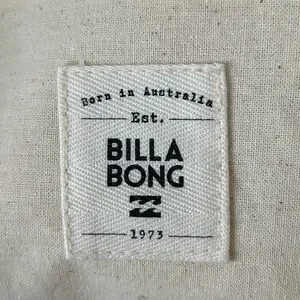 Born in Australia
Est.
BILLA
BONG
1973